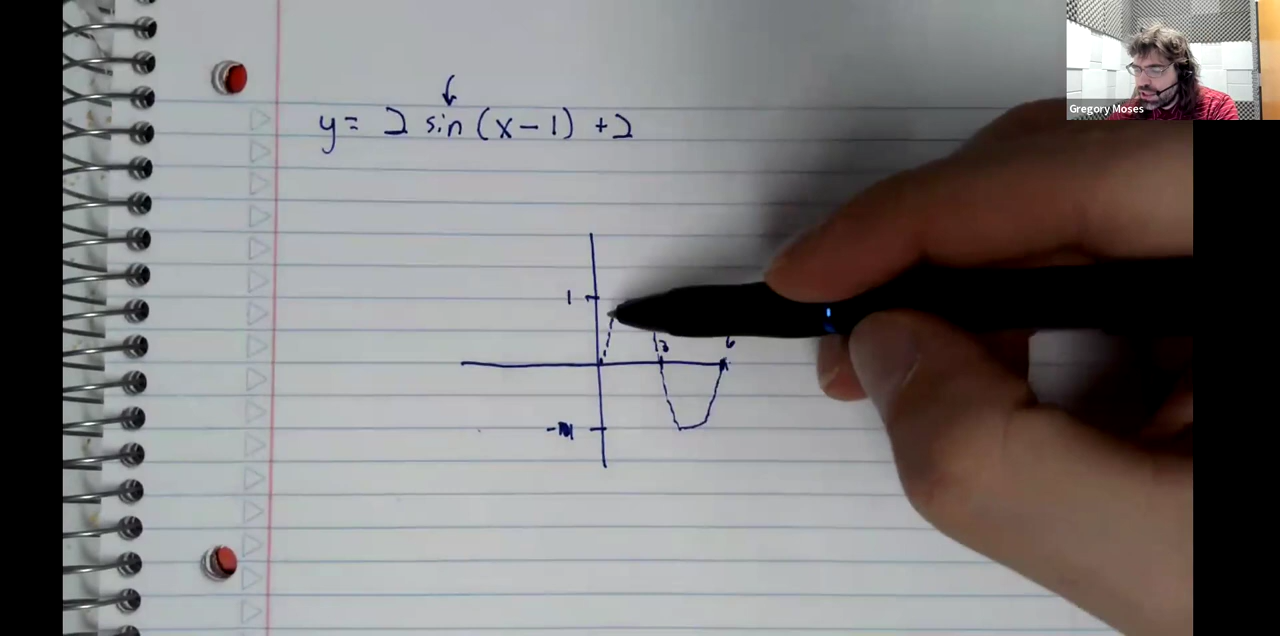 Gregory Moses
y = 2 sin (x - 1) + 2
1
3 6